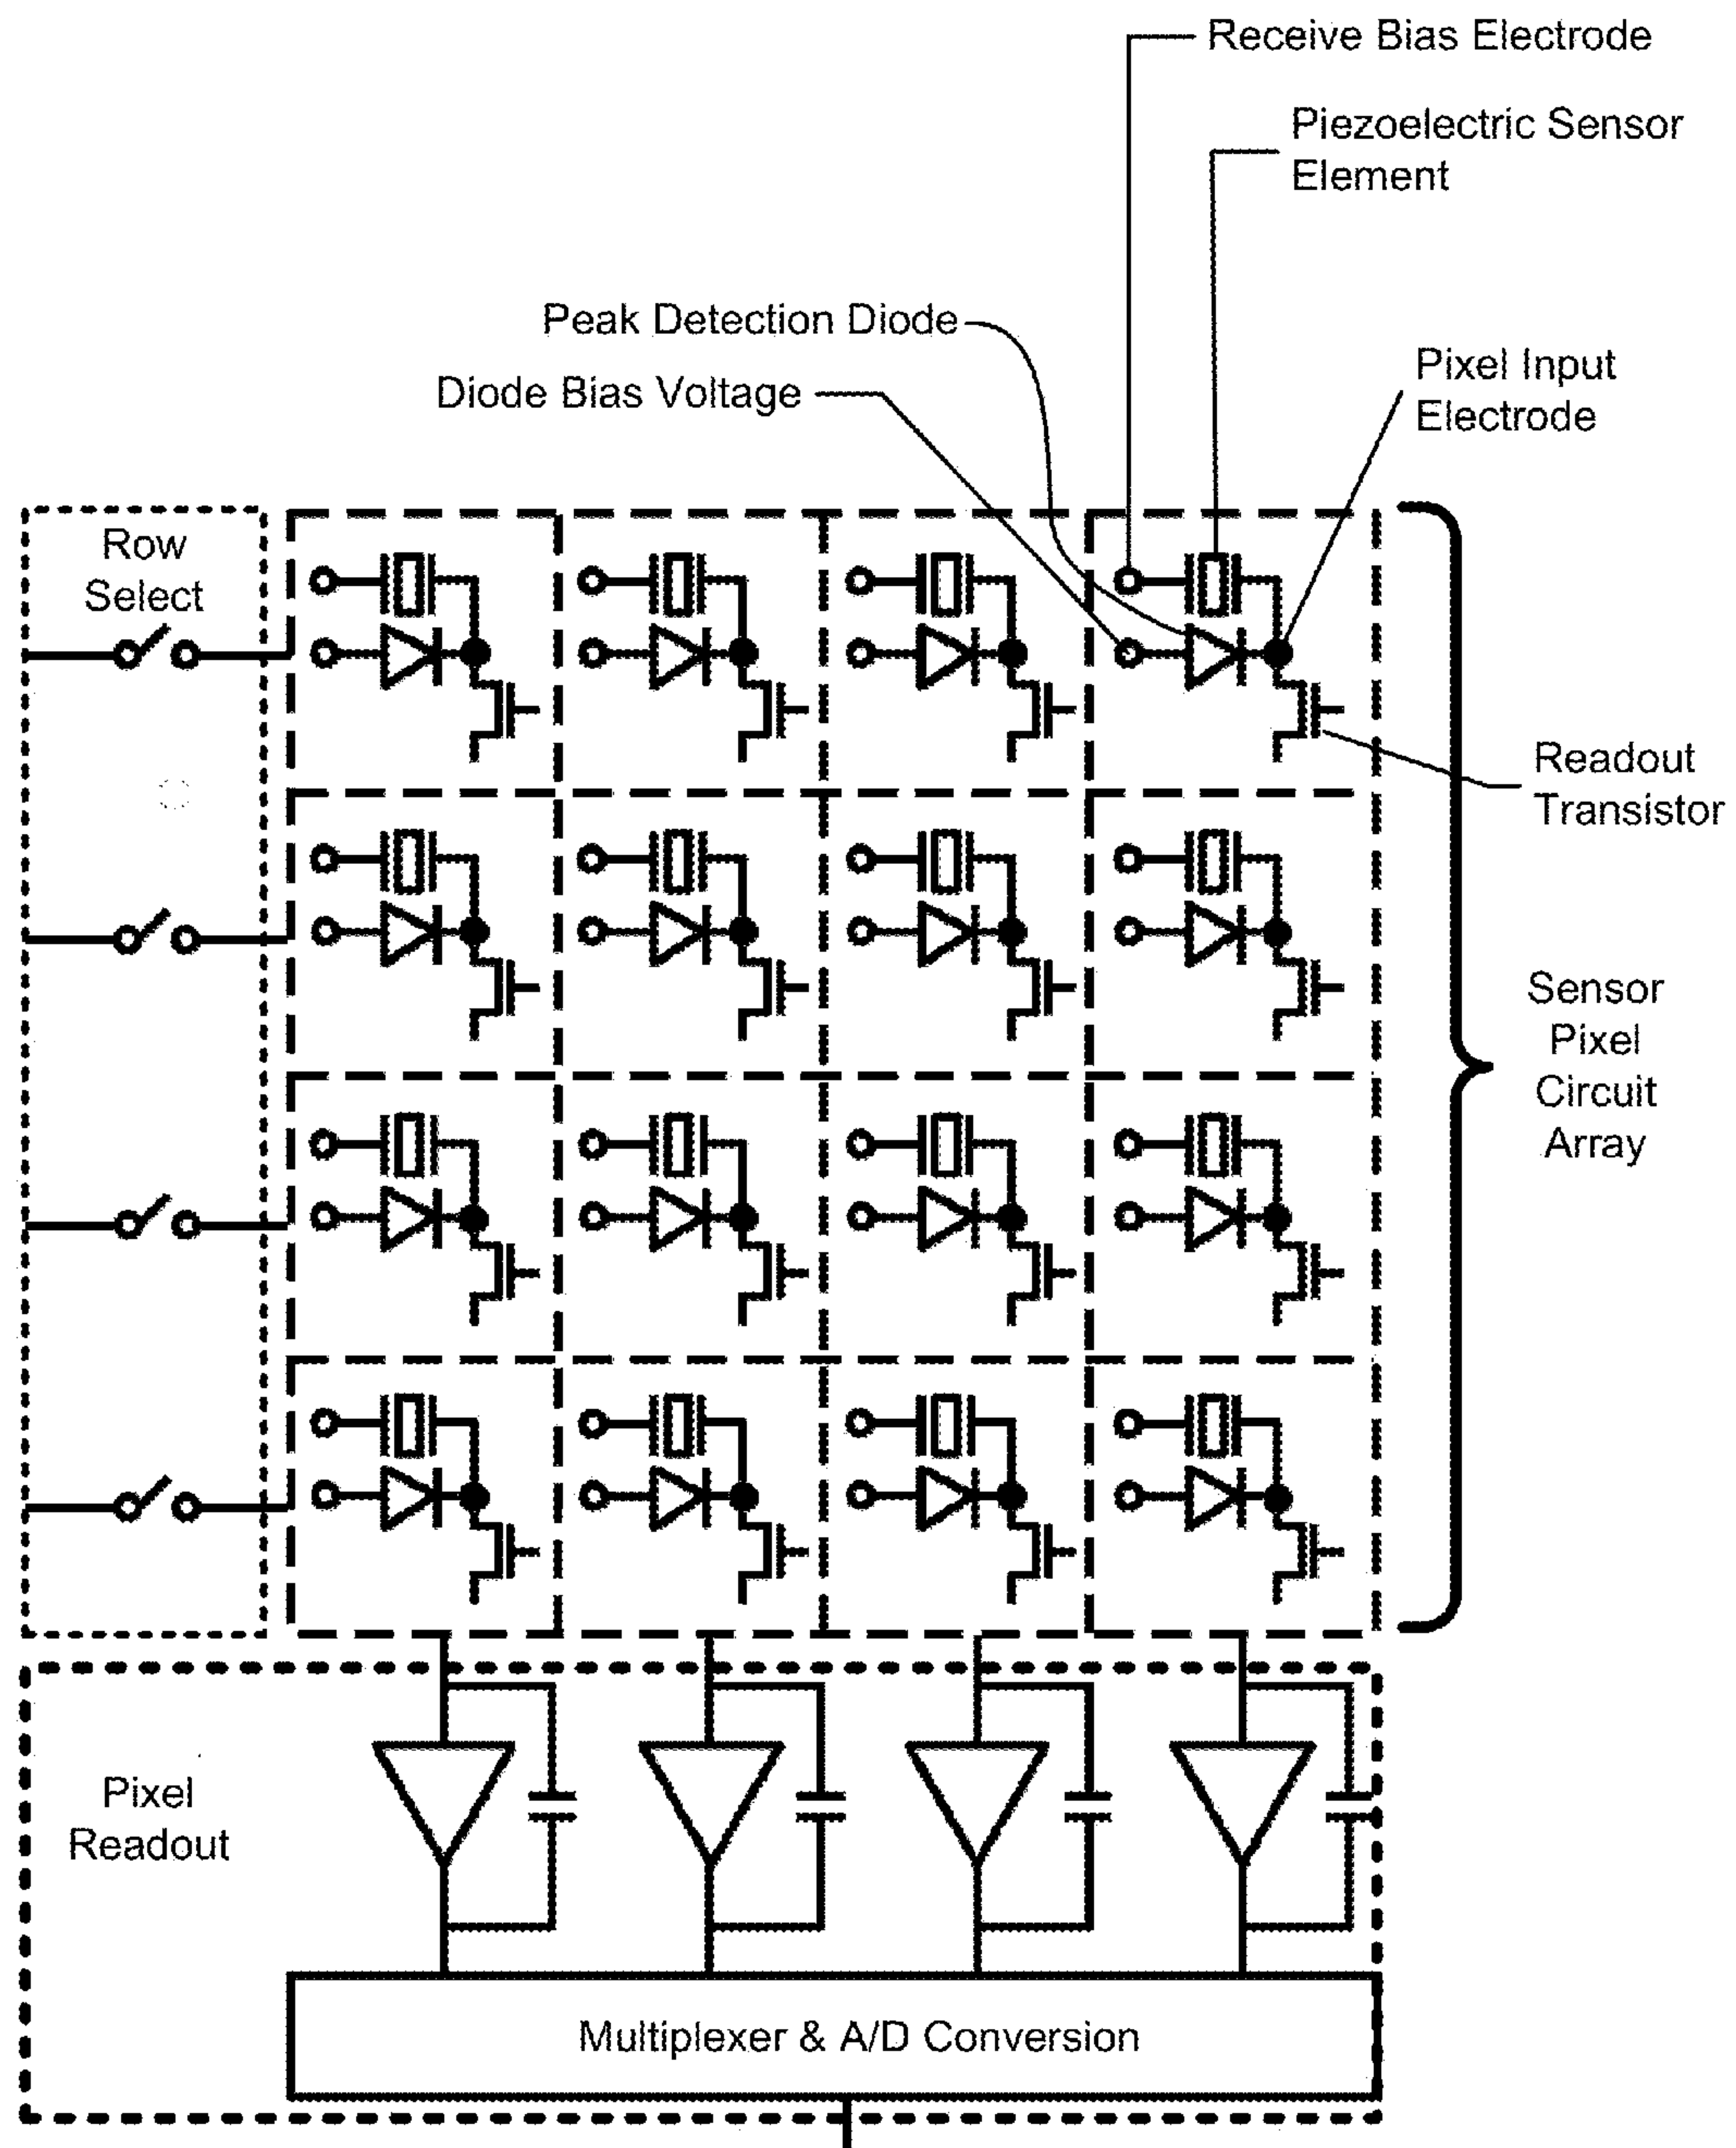 Receive Bias Electrode
Piezoelectric Sensor
Element
Peak Detection Diode
Diode Bias Voltage
Pixel Input
Electrode
Row
Select
Readout
Transistor
Sensor
Pixel
Circuit
Array
Pixel
Readout
Multiplexer & A/D Conversion